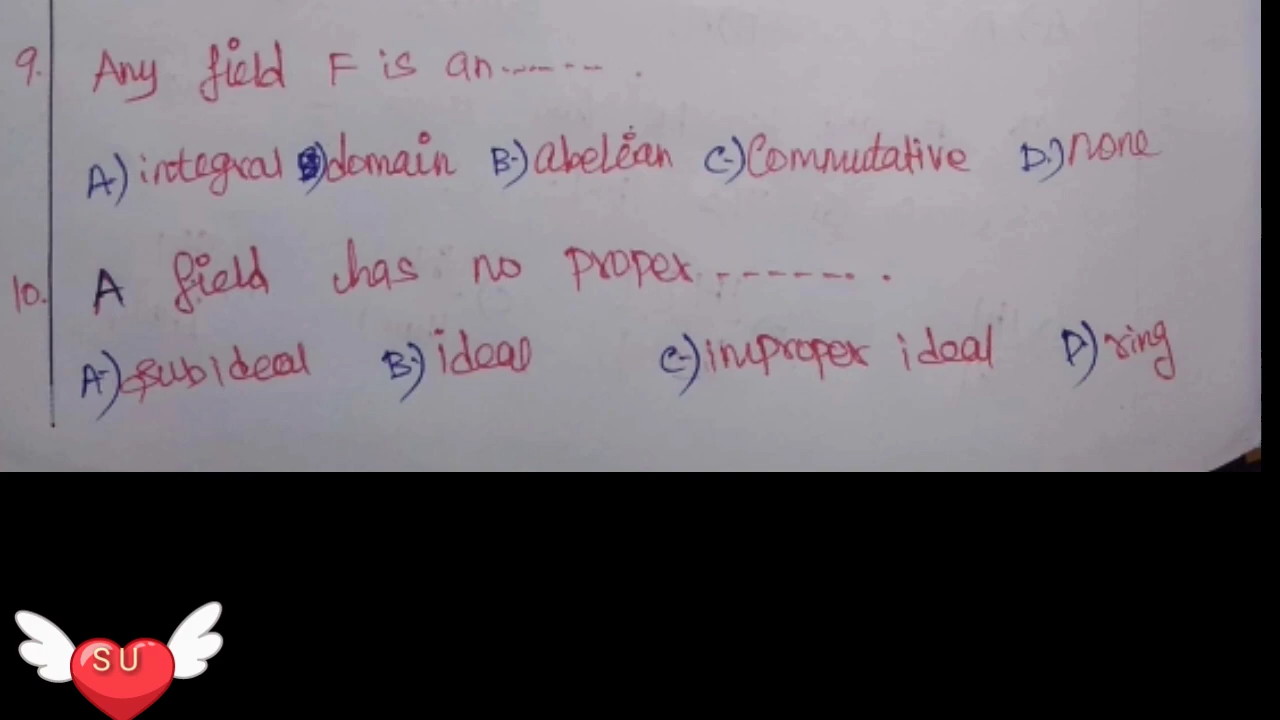 9. Any field F is an------ .
A) integral domain B) abelian C) Commutative D) none
10. A field has no proper ------ .
A) subideal B) ideal C) improper ideal D) ring
SU